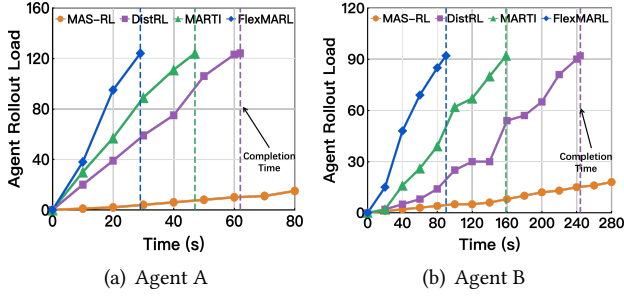 MAS-RL DistRL MARTI FlexMARL
160
120
80
40
0
Agent Rollout Load
Completion
Time
0 20 40 60 80
Time (s)
(a) Agent A
MAS-RL DistRL MARTI FlexMARL
120
90
60
30
0
Agent Rollout Load
Completion
Time
0 40 80 120 160 200 240 280
Time (s)
(b) Agent B